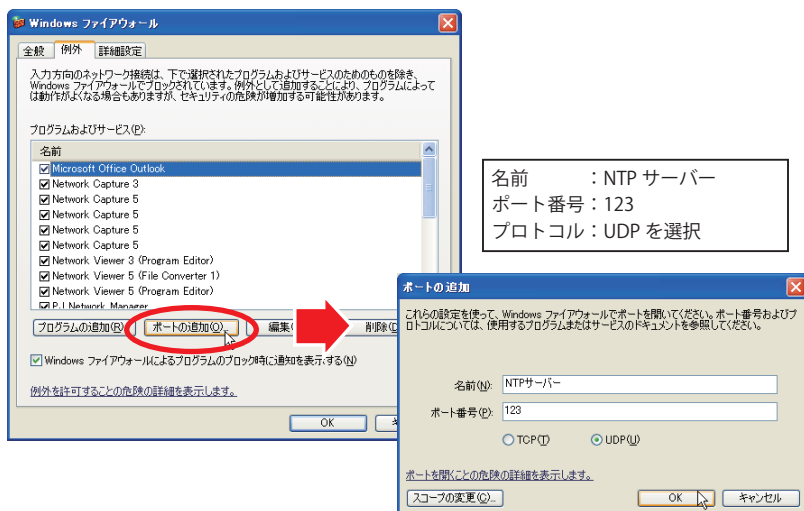 Windows ファイアウォール
全般 例外 詳細設定
入力方向のネットワーク接続は、下で選択されたプログラムおよびサービスのためのものを除き、
Windows ファイアウォールでブロックされています。例外として追加することにより、プログラムによって
は動作がよくなる場合もありますが、セキュリティの危険が増加する可能性があります。
プログラムおよびサービス(P):
名前
Microsoft Office Outlook
Network Capture 3
Network Capture 5
Network Capture 5
Network Capture 5
Network Capture 5
Network Viewer 3 (Program Editor)
Network Viewer 5 (File Converter 1)
Network Viewer 5 (Program Editor)
PJ Network Manager
プログラムの追加(R)... ポートの追加(O)... 編集( 削除(D
Windows ファイアウォールによるプログラムのブロック時に通知を表示する(N)
例外を許可することの危険の詳細を表示します。
OK
名前 :NTP サーバー
ポート番号:123
プロトコル:UDP を選択
ポートの追加
これらの設定を使って、Windows ファイアウォールでポートを開いてください。ポート番号およびプ
ロトコルについては、使用するプログラムまたはサービスのドキュメントを参照してください。
名前(N): NTPサーバー
ポート番号(P): 123
TCP(T) UDP(U)
ポートを開くことの危険の詳細を表示します。
スコープの変更(C)... OK キャンセル